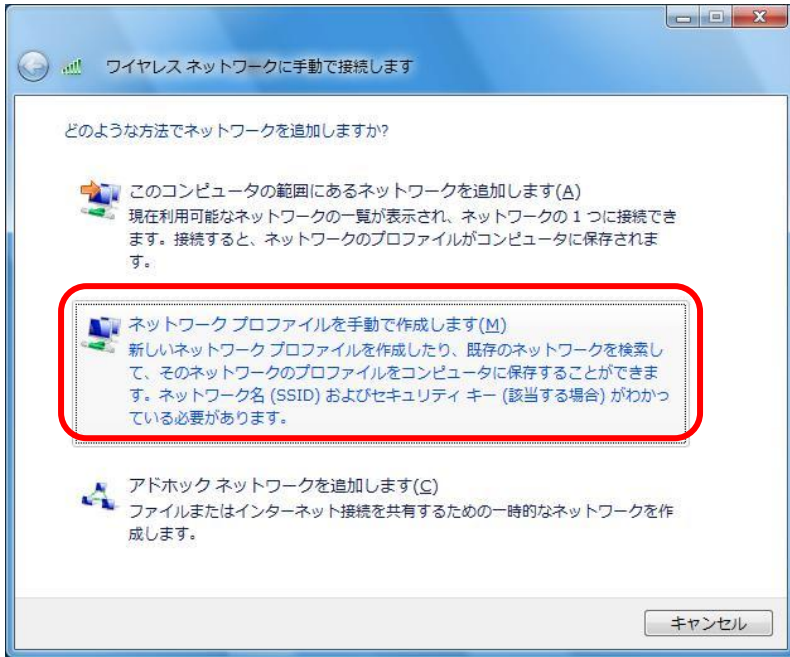 ワイヤレス ネットワークに手動で接続します
どのような方法でネットワークを追加しますか?
このコンピュータの範囲にあるネットワークを追加します(A)
現在利用可能なネットワークの一覧が表示され、ネットワークの 1 つに接続でき
ます。接続すると、ネットワークのプロファイルがコンピュータに保存されま
す。
ネットワーク プロファイルを手動で作成します(M)
新しいネットワーク プロファイルを作成したり、既存のネットワークを検索し
て、そのネットワークのプロファイルをコンピュータに保存することができま
す。ネットワーク名 (SSID) およびセキュリティ キー (該当する場合) がわかっ
ている必要があります。
アドホック ネットワークを追加します(C)
ファイルまたはインターネット接続を共有するための一時的なネットワークを作
成します。
キャンセル